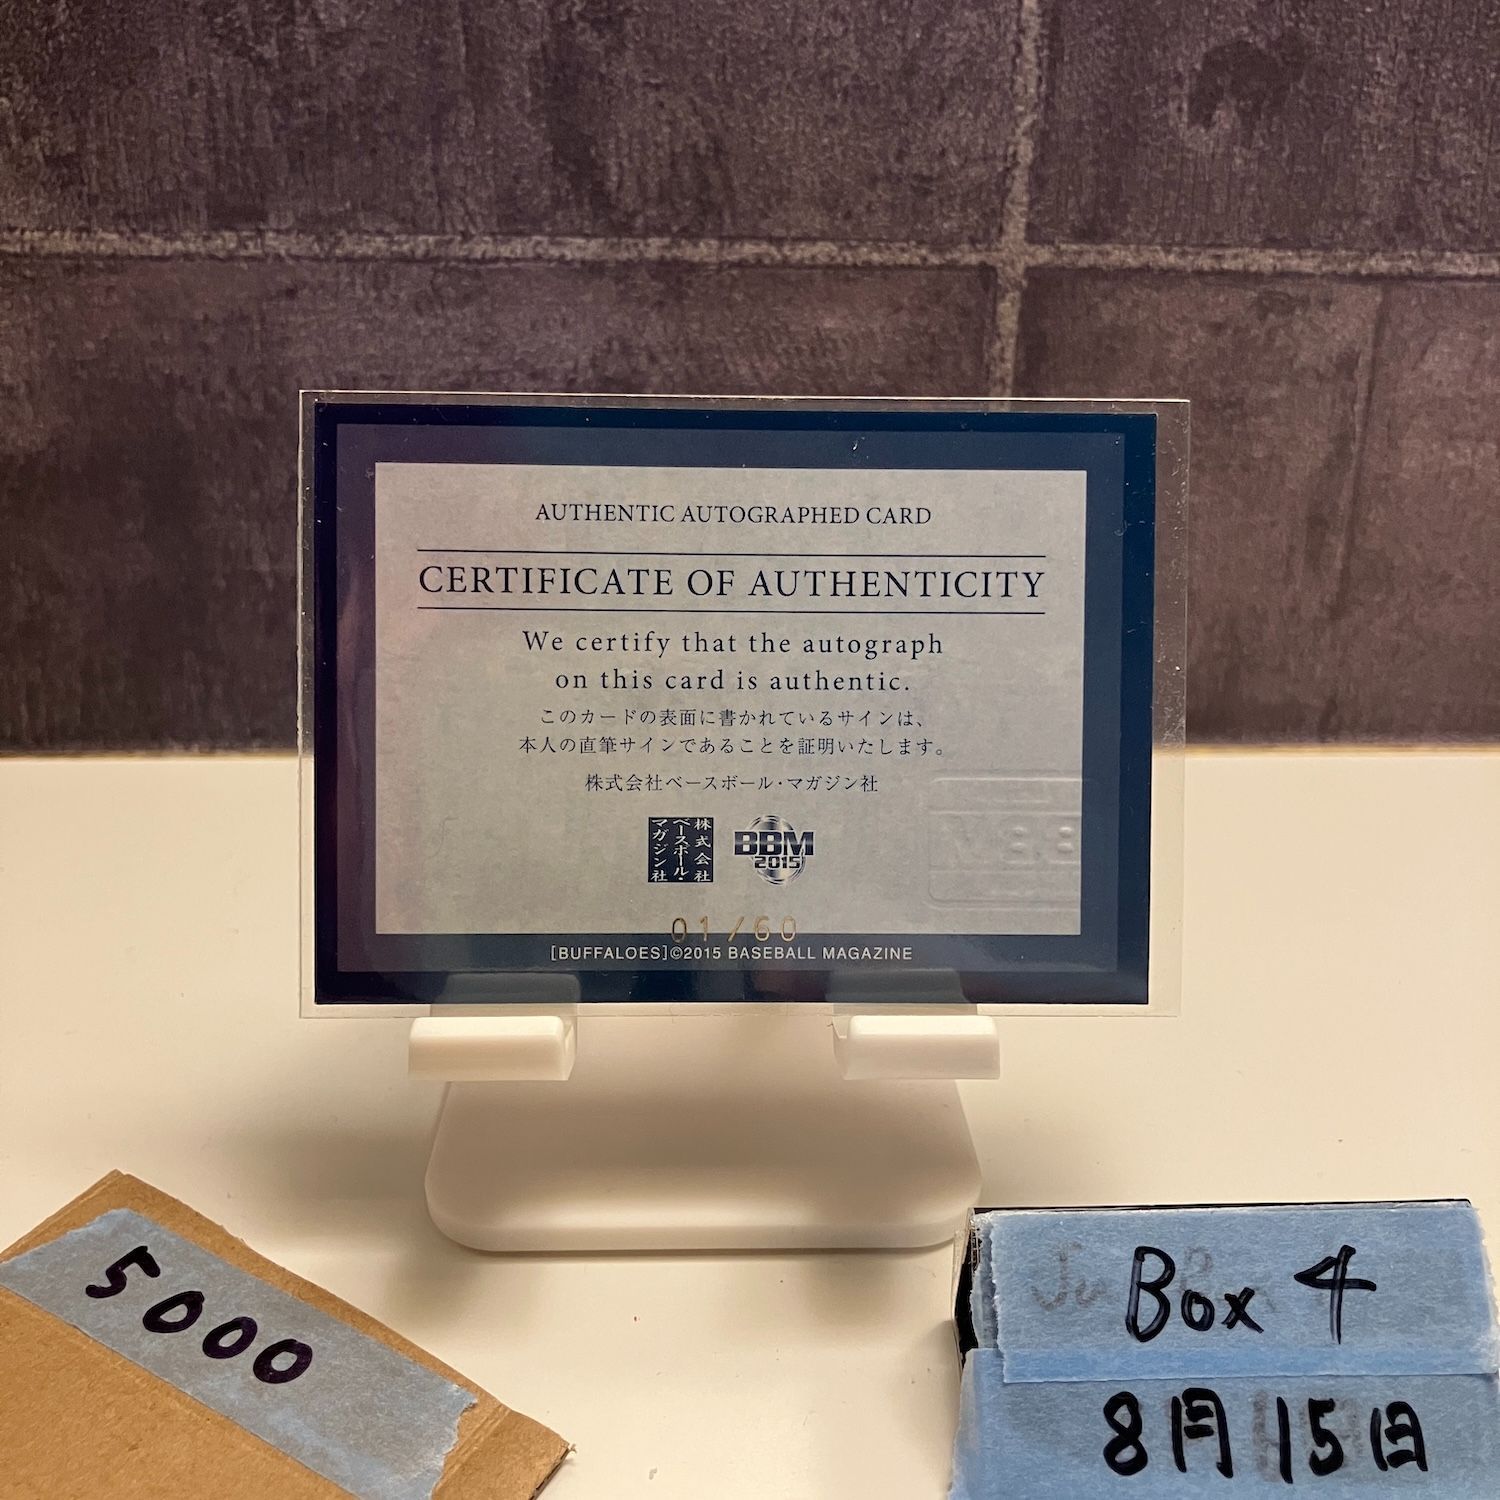 AUTHENTIC AUTOGRAPHED CARD
CERTIFICATE OF AUTHENTICITY
We certify that the autograph
on this card is authentic.
このカードの表面に書かれているサインは、
本人の直筆サインであることを証明いたします。
株式会社ベースボール・マガジン社
株式会社
ベースボール・
マガジン社
BBM
2015
01/60
[BUFFALOES]©2015 BASEBALL MAGAZINE
5000
Box 4
8月15日